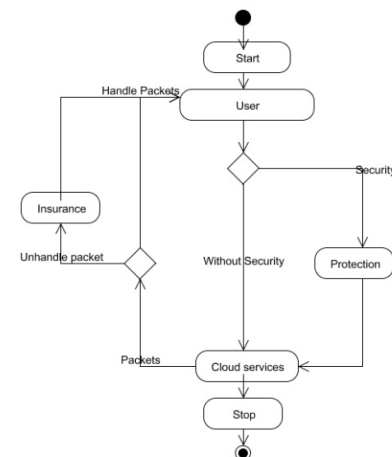 Start
Handle Packets
User
Security
Insurance
Unhandle packet
Without Security
Protection
Packets
Cloud services
Stop